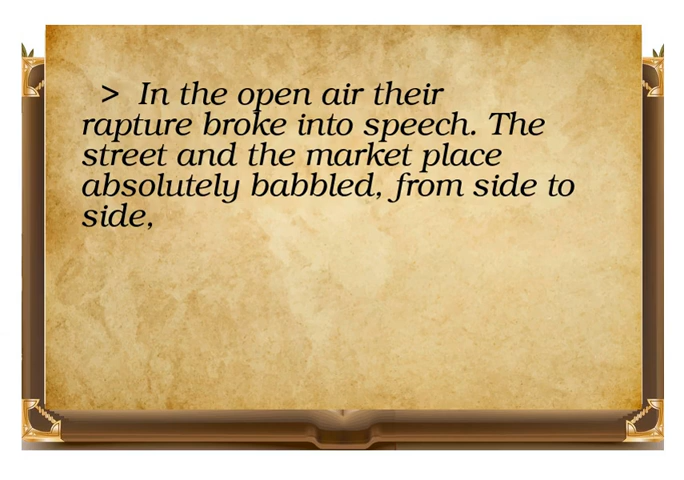 > In the open air their
rapture broke into speech. The
street and the market place
absolutely babbled, from side to
side,